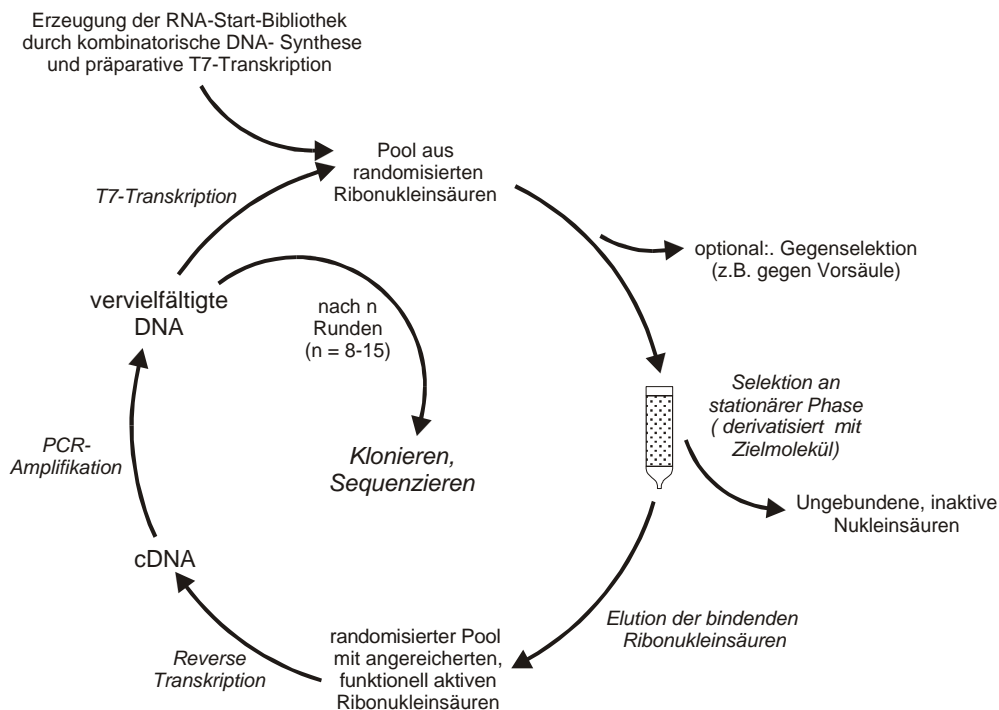 Erzeugung der RNA-Start-Bibliothek
durch kombinatorische DNA- Synthese
und präparative T7-Transkription
Pool aus
randomisierten
Ribonukleinsäuren
T7-Transkription
optional:. Gegenselektion
(z.B. gegen Vorsäule)
vervielfältigte
DNA
nach n
Runden
(n = 8-15)
Selektion an
stationärer Phase
( derivatisiert mit
Zielmolekül)
PCR-
Amplifikation
Klonieren,
Sequenzieren
Ungebundene, inaktive
Nukleinsäuren
cDNA
Elution der bindenden
Ribonukleinsäuren
randomisierter Pool
mit angereicherten,
funktionell aktiven
Ribonukleinsäuren
Reverse
Transkription